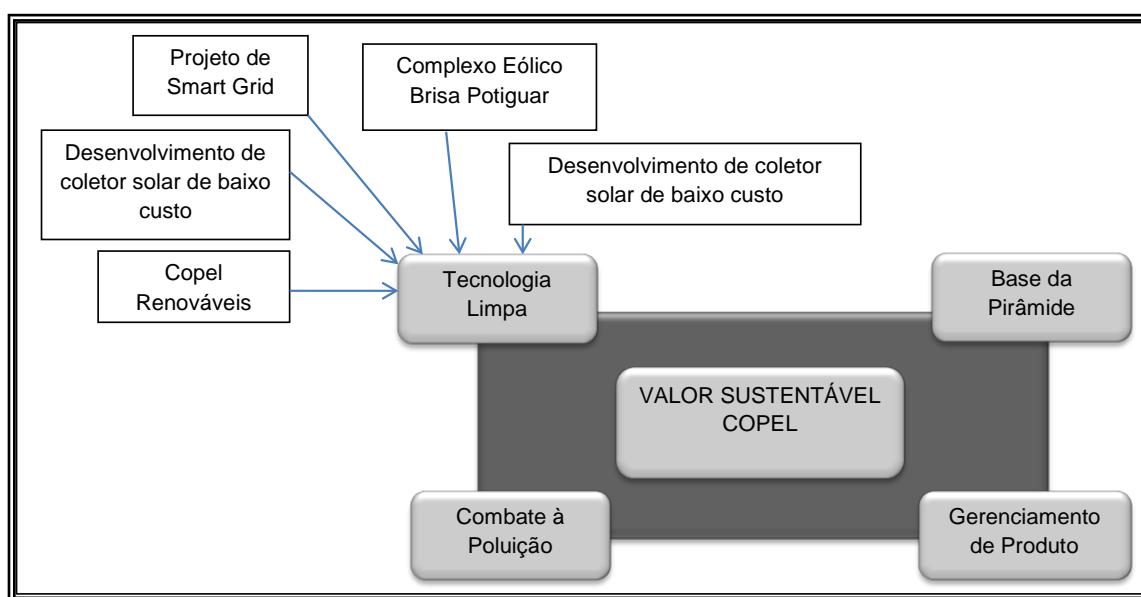 Projeto de
Smart Grid
Complexo Eólico
Brisa Potiguar
Desenvolvimento de
coletor solar de baixo
custo
Desenvolvimento de coletor
solar de baixo custo
Copel
Renováveis
Tecnologia
Limpa
Base da
Pirâmide
VALOR SUSTENTÁVEL
COPEL
Combate à
Poluição
Gerenciamento
de Produto